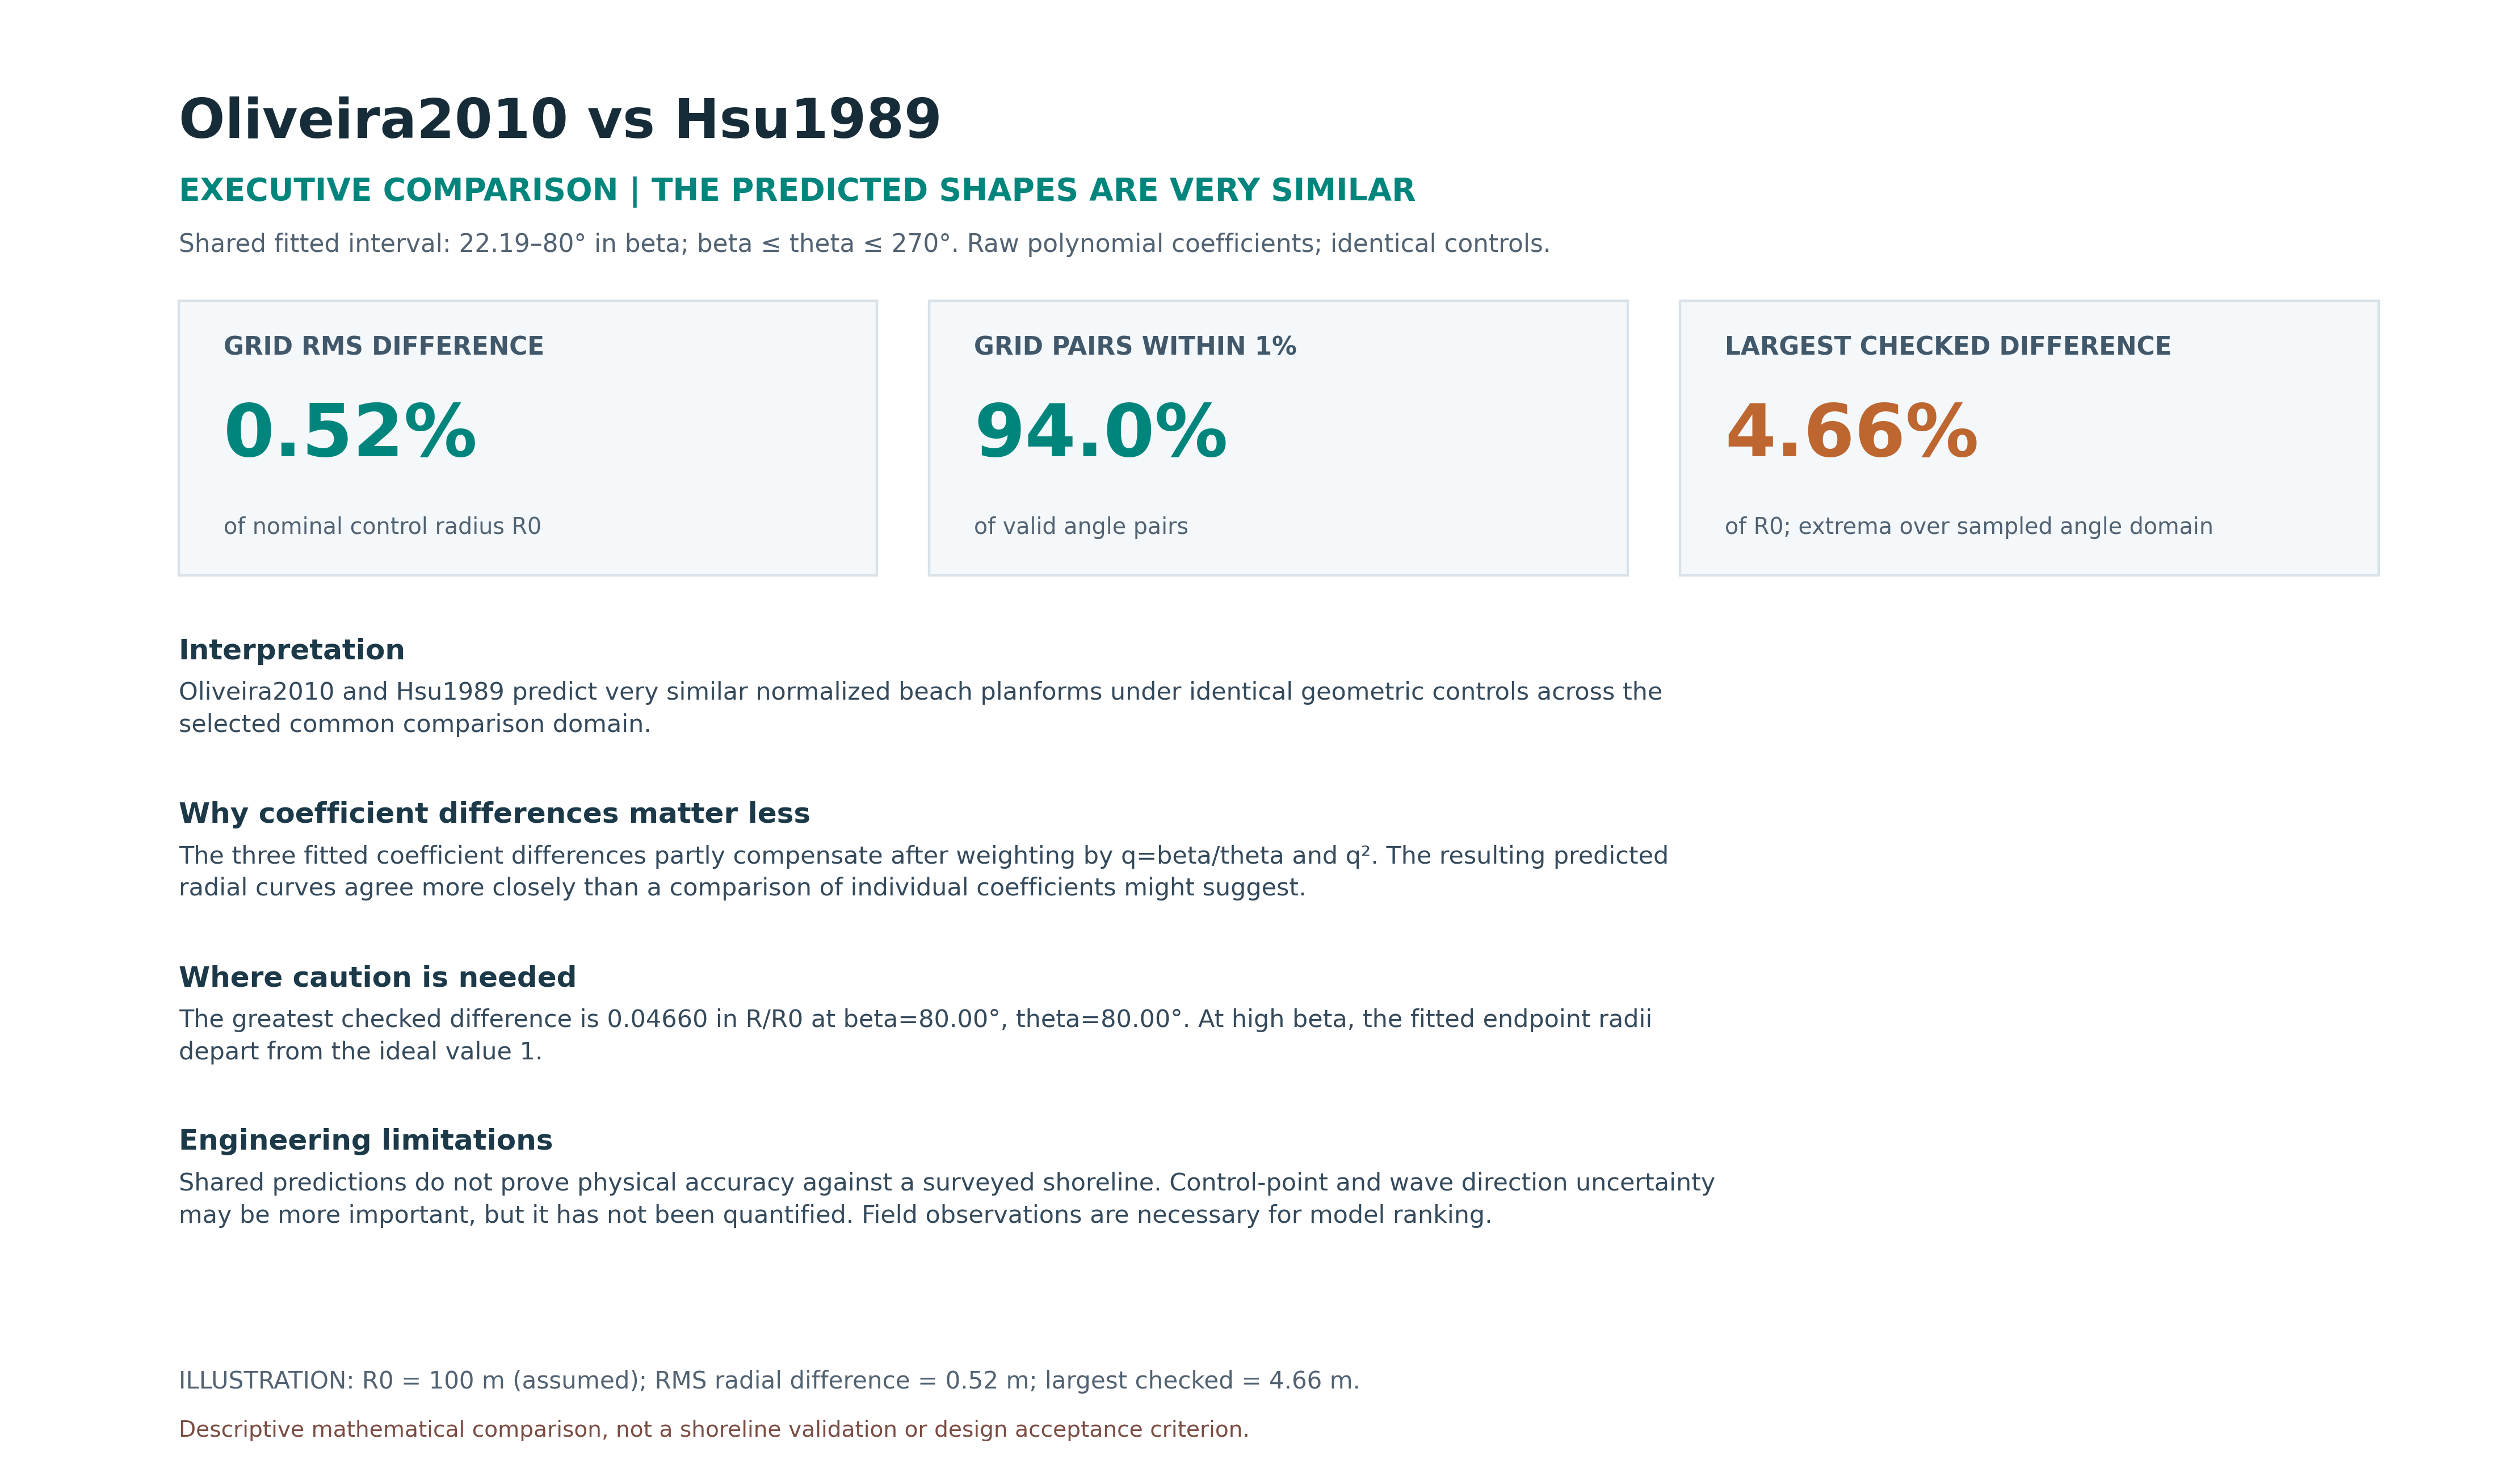 Oliveira2010 vs Hsu1989
EXECUTIVE COMPARISON | THE PREDICTED SHAPES ARE VERY SIMILAR
Shared fitted interval: 22.19–80° in beta; beta ≤ theta ≤ 270°. Raw polynomial coefficients; identical controls.
GRID RMS DIFFERENCE
0.52%
of nominal control radius R0
GRID PAIRS WITHIN 1%
94.0%
of valid angle pairs
LARGEST CHECKED DIFFERENCE
4.66%
of R0; extrema over sampled angle domain
Interpretation
Oliveira2010 and Hsu1989 predict very similar normalized beach planforms under identical geometric controls across the
selected common comparison domain.
Why coefficient differences matter less
The three fitted coefficient differences partly compensate after weighting by q=beta/theta and q². The resulting predicted
radial curves agree more closely than a comparison of individual coefficients might suggest.
Where caution is needed
The greatest checked difference is 0.04660 in R/R0 at beta=80.00°, theta=80.00°. At high beta, the fitted endpoint radii
depart from the ideal value 1.
Engineering limitations
Shared predictions do not prove physical accuracy against a surveyed shoreline. Control-point and wave direction uncertainty
may be more important, but it has not been quantified. Field observations are necessary for model ranking.
ILLUSTRATION: R0 = 100 m (assumed); RMS radial difference = 0.52 m; largest checked = 4.66 m.
Descriptive mathematical comparison, not a shoreline validation or design acceptance criterion.